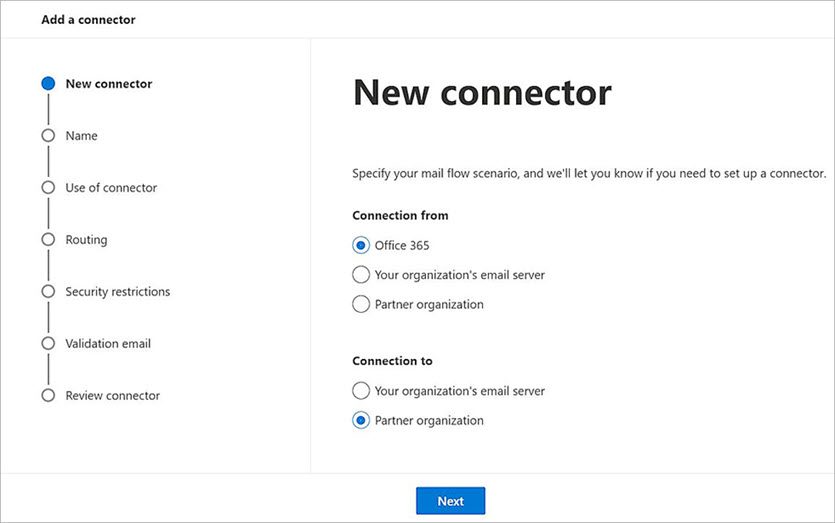 Add a connector
New connector
Name
Use of connector
Routing
Security restrictions
Validation email
Review connector
New connector
Specify your mail flow scenario, and we'll let you know if you need to set up a connector.
Connection from
Office 365
Your organization's email server
Partner organization
Connection to
Your organization's email server
Partner organization
Next